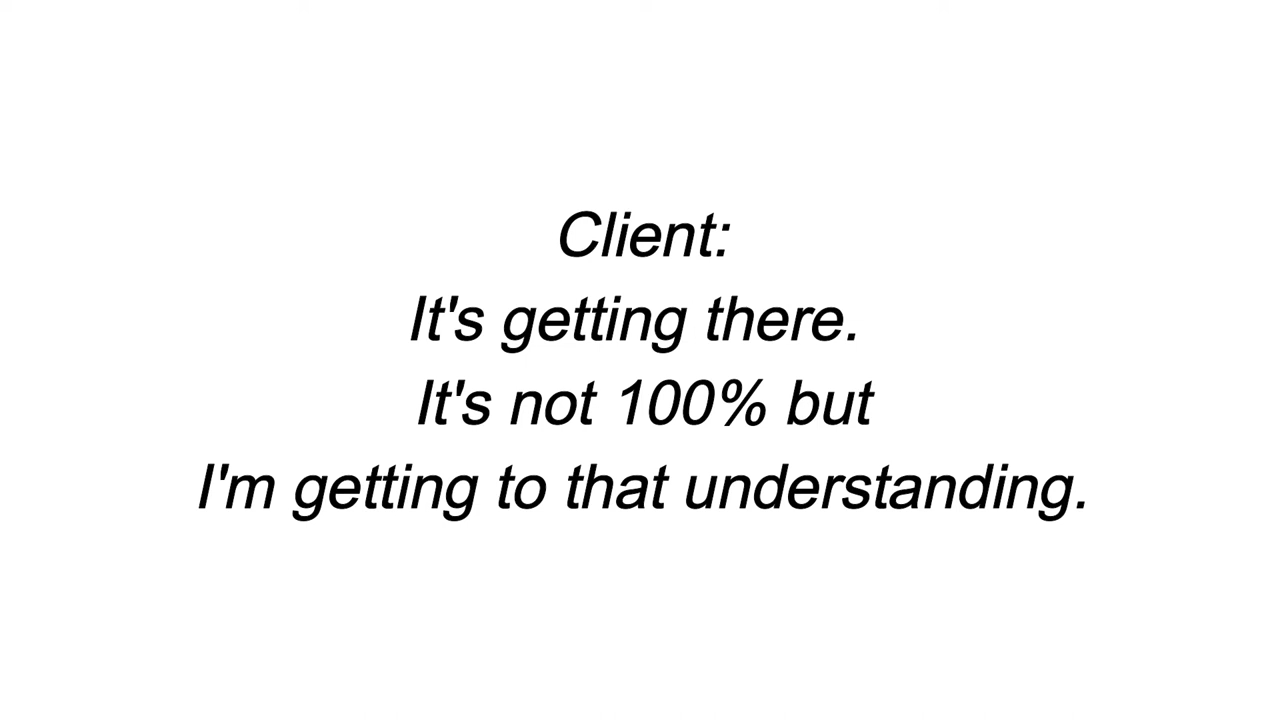 Client:
It's getting there.
It's not 100% but
I'm getting to that understanding.